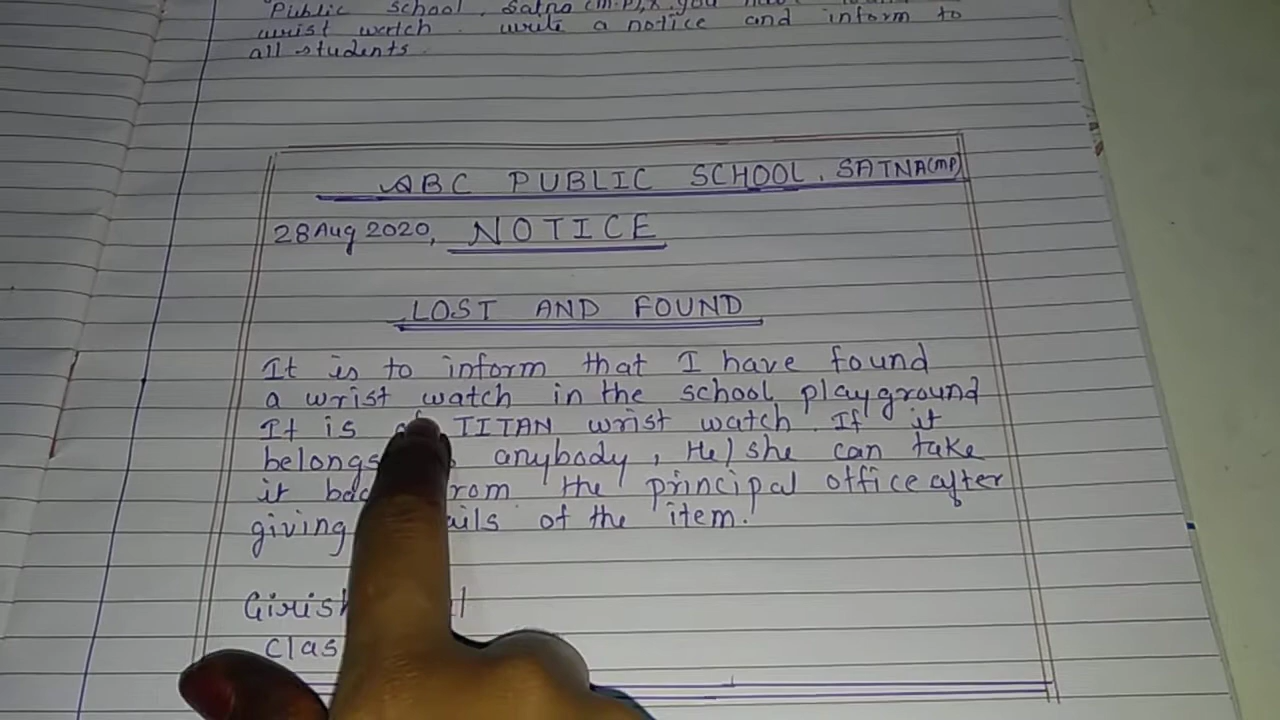 Public School, Satna (M.P), you
wrist watch. write a notice and inform to
all students
ABC PUBLIC SCHOOL, SATNA(MP)
28 Aug 2020, NOTICE
LOST AND FOUND
It is to inform that I have found
a wrist watch in the school playground
It is of TITAN wrist watch. If it
belongs anybody, He/she can take
it from the principal office after
giving of the item.
Girish